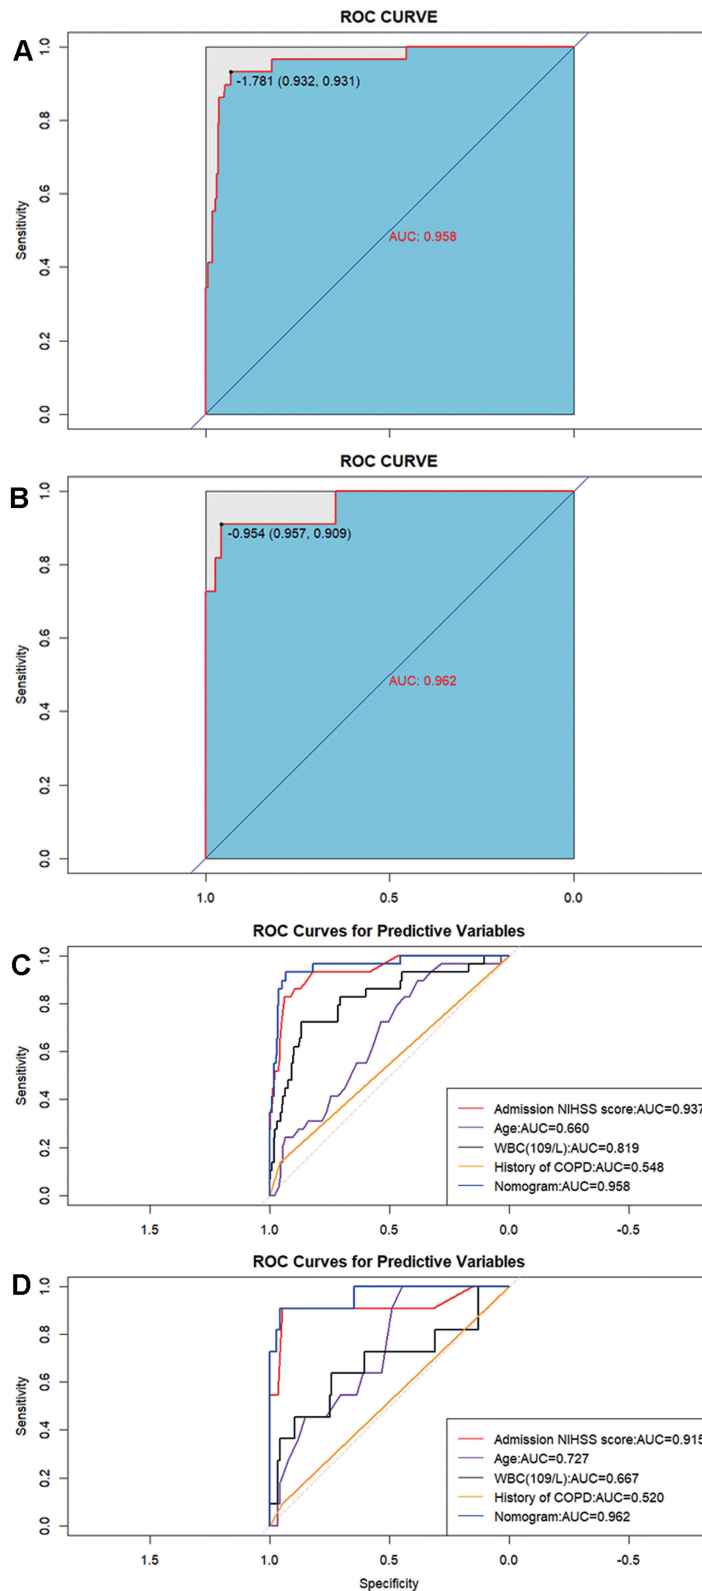 ROC CURVE
A
1.0
0.8
0.6
0.4
0.2
0.0
Sensitivity
-1.781 (0.932, 0.931)
AUC: 0.958
ROC CURVE
B
1.0
0.8
0.6
0.4
0.2
0.0
Sensitivity
-0.954 (0.957, 0.909)
AUC: 0.962
1.0 0.5 0.0
ROC Curves for Predictive Variables
C
1.0
0.8
0.6
0.4
0.2
0.0
Sensitivity
Admission NIHSS score:AUC=0.937
Age:AUC=0.660
WBC(109/L):AUC=0.819
History of COPD:AUC=0.548
Nomogram:AUC=0.958
1.5 1.0 0.5 0.0 -0.5
ROC Curves for Predictive Variables
D
1.0
0.8
0.6
0.4
0.2
0.0
Sensitivity
Admission NIHSS score:AUC=0.915
Age:AUC=0.727
WBC(109/L):AUC=0.667
History of COPD:AUC=0.520
Nomogram:AUC=0.962
1.5 1.0 0.5 0.0 -0.5
Specificity